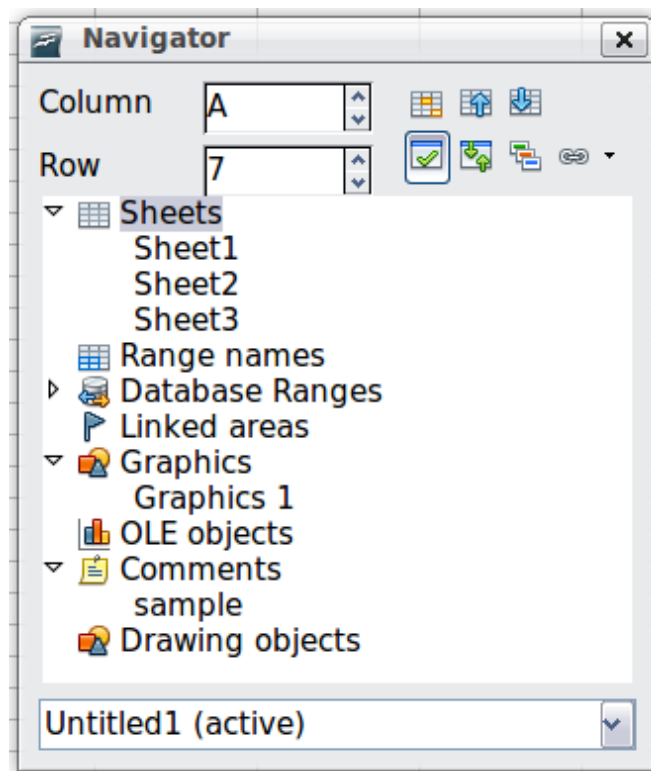 Navigator
Column A
Row 7
Sheets
Sheet1
Sheet2
Sheet3
Range names
Database Ranges
Linked areas
Graphics
Graphics 1
OLE objects
Comments
sample
Drawing objects
Untitled1 (active)